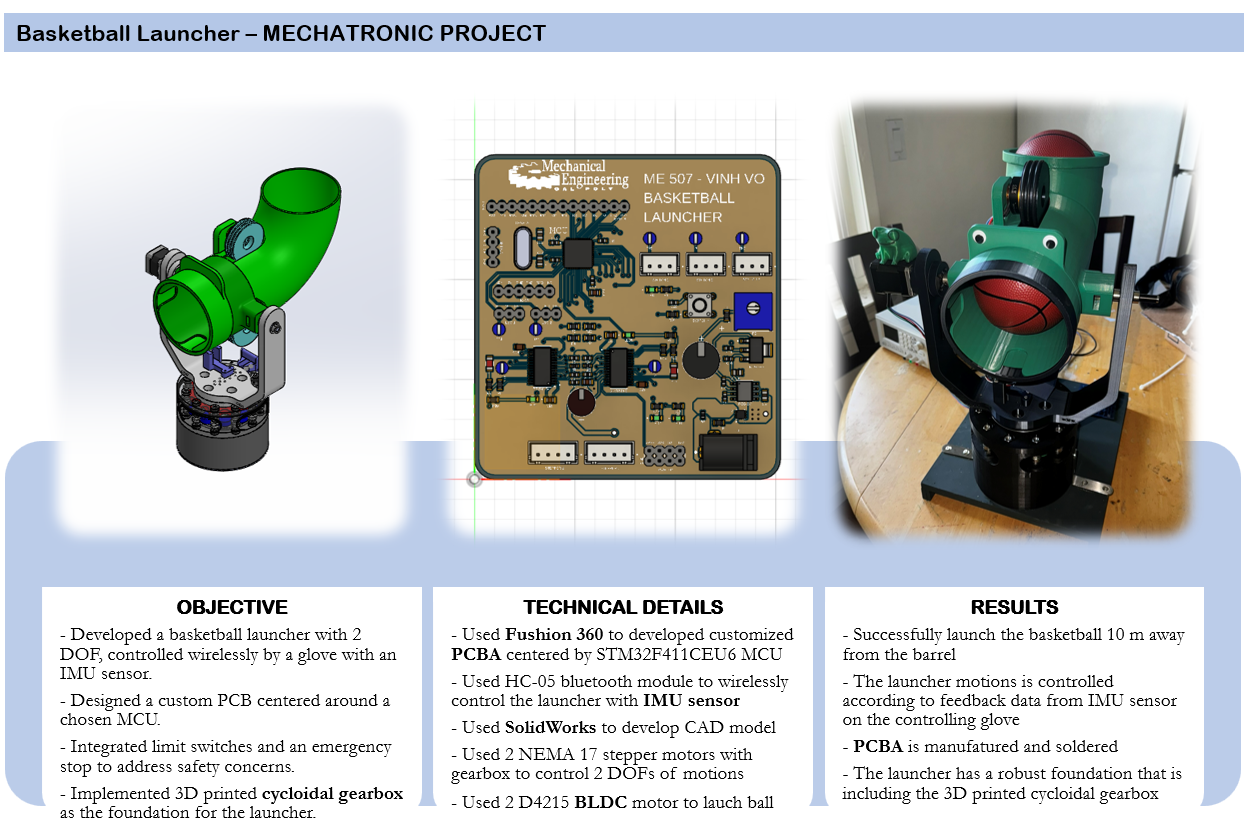 Basketball Launcher – MECHATRONIC PROJECT
Mechanical
Engineering
CAL POLY
ME 507 - VINH VO
BASKETBALL
LAUNCHER
MCU
OBJECTIVE
- Developed a basketball launcher with 2
DOF, controlled wirelessly by a glove with an
IMU sensor.
- Designed a custom PCB centered around a
chosen MCU.
- Integrated limit switches and an emergency
stop to address safety concerns.
- Implemented 3D printed cycloidal gearbox
as the foundation for the launcher.
TECHNICAL DETAILS
- Used Fushion 360 to developed customized
PCBA centered by STM32F411CEU6 MCU
- Used HC-05 bluetooth module to wirelessly
control the launcher with IMU sensor
- Used SolidWorks to develop CAD model
- Used 2 NEMA 17 stepper motors with
gearbox to control 2 DOFs of motions
- Used 2 D4215 BLDC motor to lauch ball
RESULTS
- Successfully launch the basketball 10 m away
from the barrel
- The launcher motions is controlled
according to feedback data from IMU sensor
on the controlling glove
- PCBA is manufatured and soldered
- The launcher has a robust foundation that is
including the 3D printed cycloidal gearbox